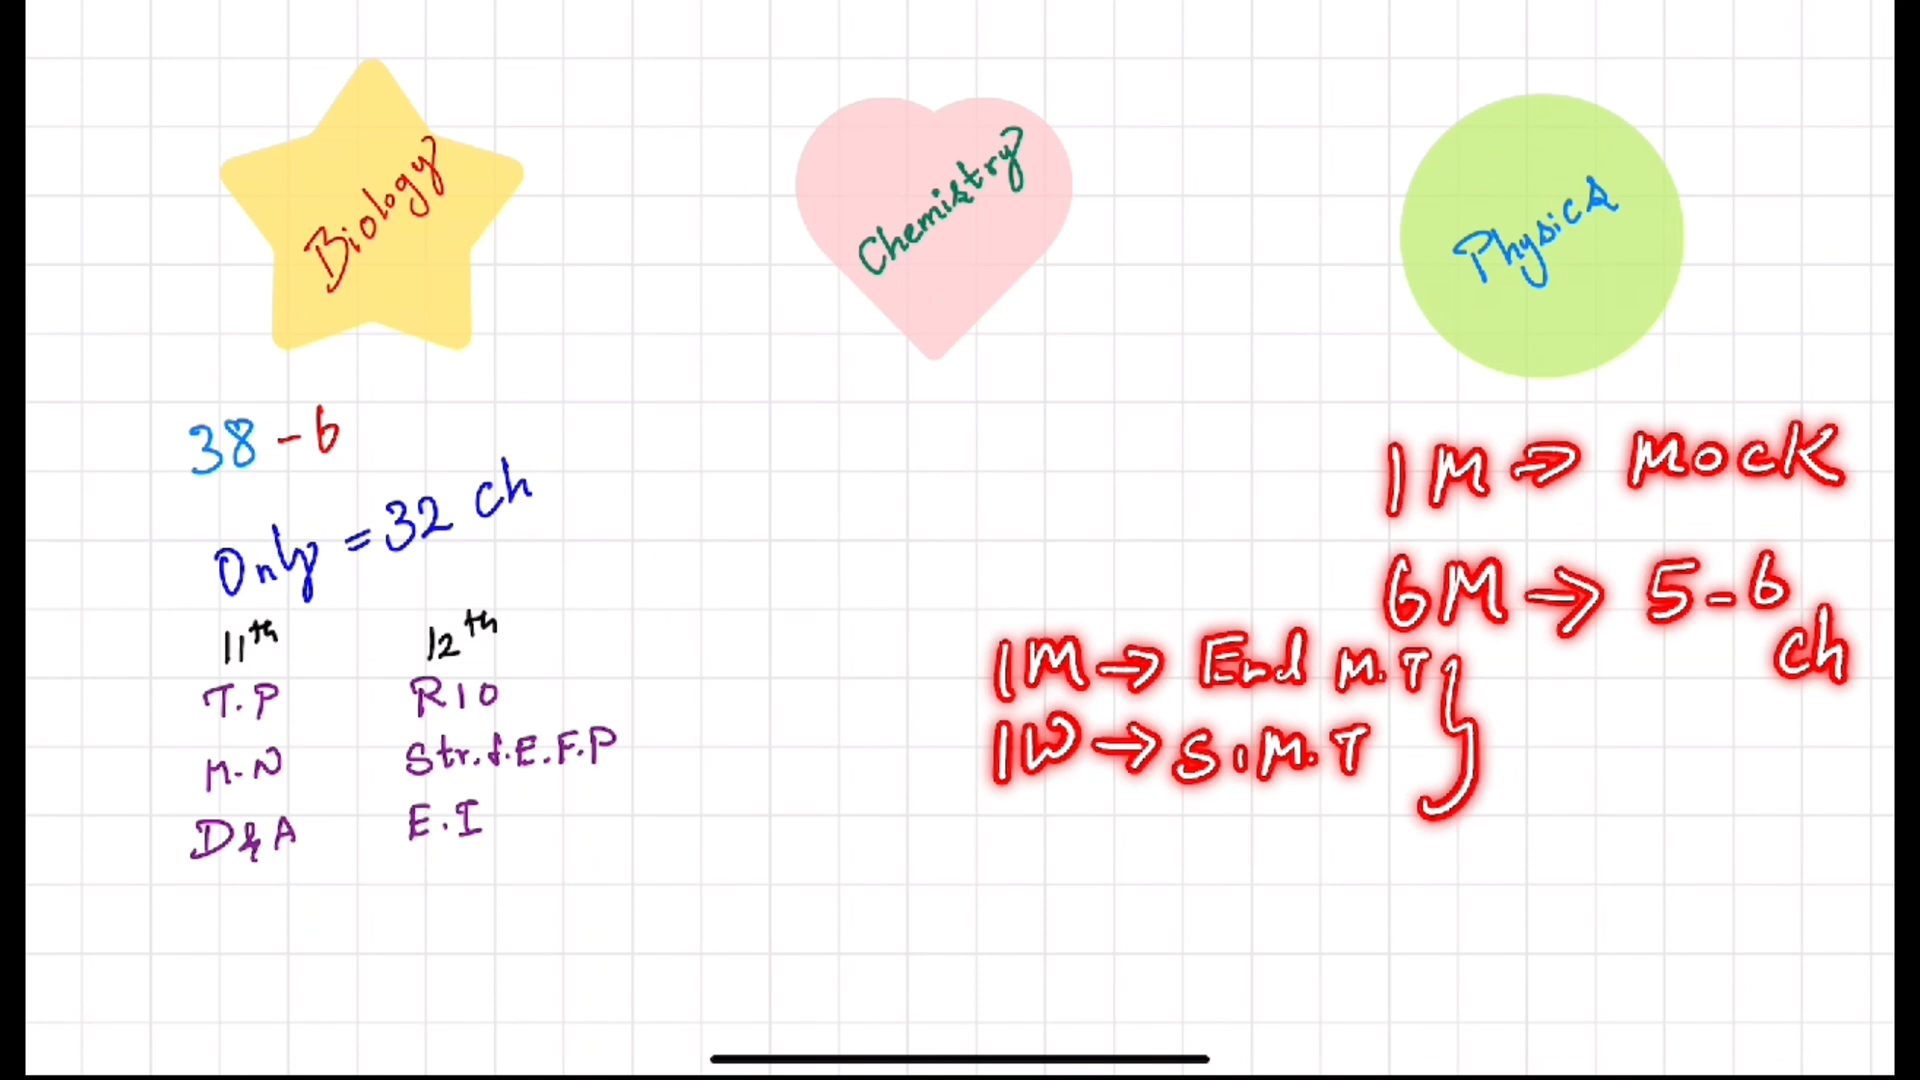 Biology
Chemistry
Physics
38-6
Only = 32 ch
11th 12th
T.P R10
M.N Str.f.E.F.P
D&A E.I
1M → Mock
6M → 5-6 ch
1M → End M.T }
1W → S.M.T